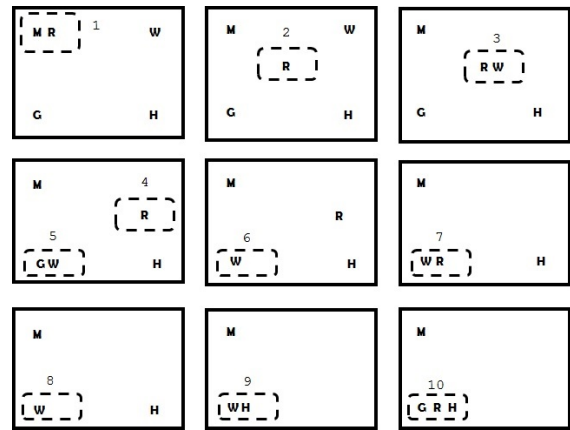 M R 1 W
G H
M 2 W
R
G H
M 3
R W
G H
M 4
R
5
G W H
M
R
6
W H
M
7
W R H
M
8
W H
M
9
W H
M
10
G R H